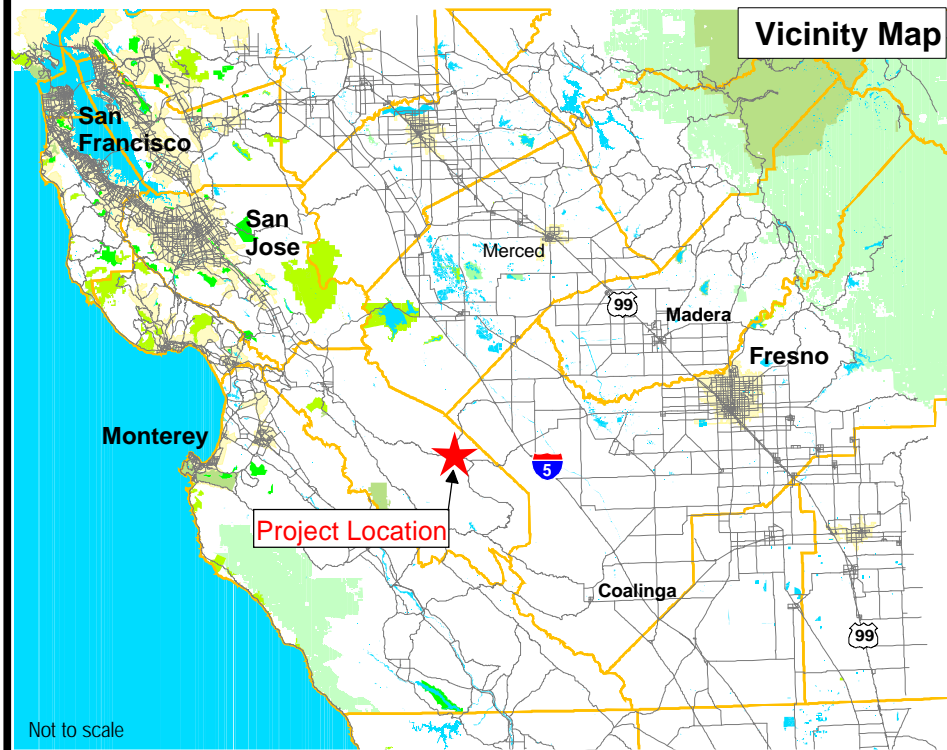 Vicinity Map
San
Francisco
San
Jose
Merced
99
Madera
Fresno
Monterey
5
Project Location
Coalinga
99
Not to scale